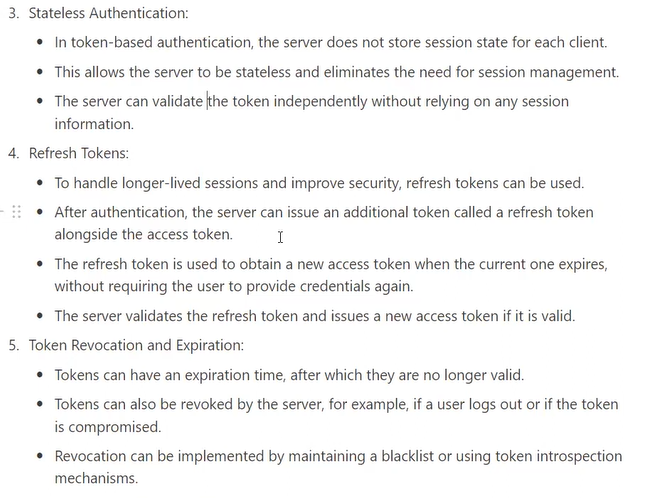 3. Stateless Authentication:
• In token-based authentication, the server does not store session state for each client.
• This allows the server to be stateless and eliminates the need for session management.
• The server can validate the token independently without relying on any session
information.
4. Refresh Tokens:
• To handle longer-lived sessions and improve security, refresh tokens can be used.
• After authentication, the server can issue an additional token called a refresh token
alongside the access token.
• The refresh token is used to obtain a new access token when the current one expires,
without requiring the user to provide credentials again.
• The server validates the refresh token and issues a new access token if it is valid.
5. Token Revocation and Expiration:
• Tokens can have an expiration time, after which they are no longer valid.
• Tokens can also be revoked by the server, for example, if a user logs out or if the token
is compromised.
• Revocation can be implemented by maintaining a blacklist or using token introspection
mechanisms.